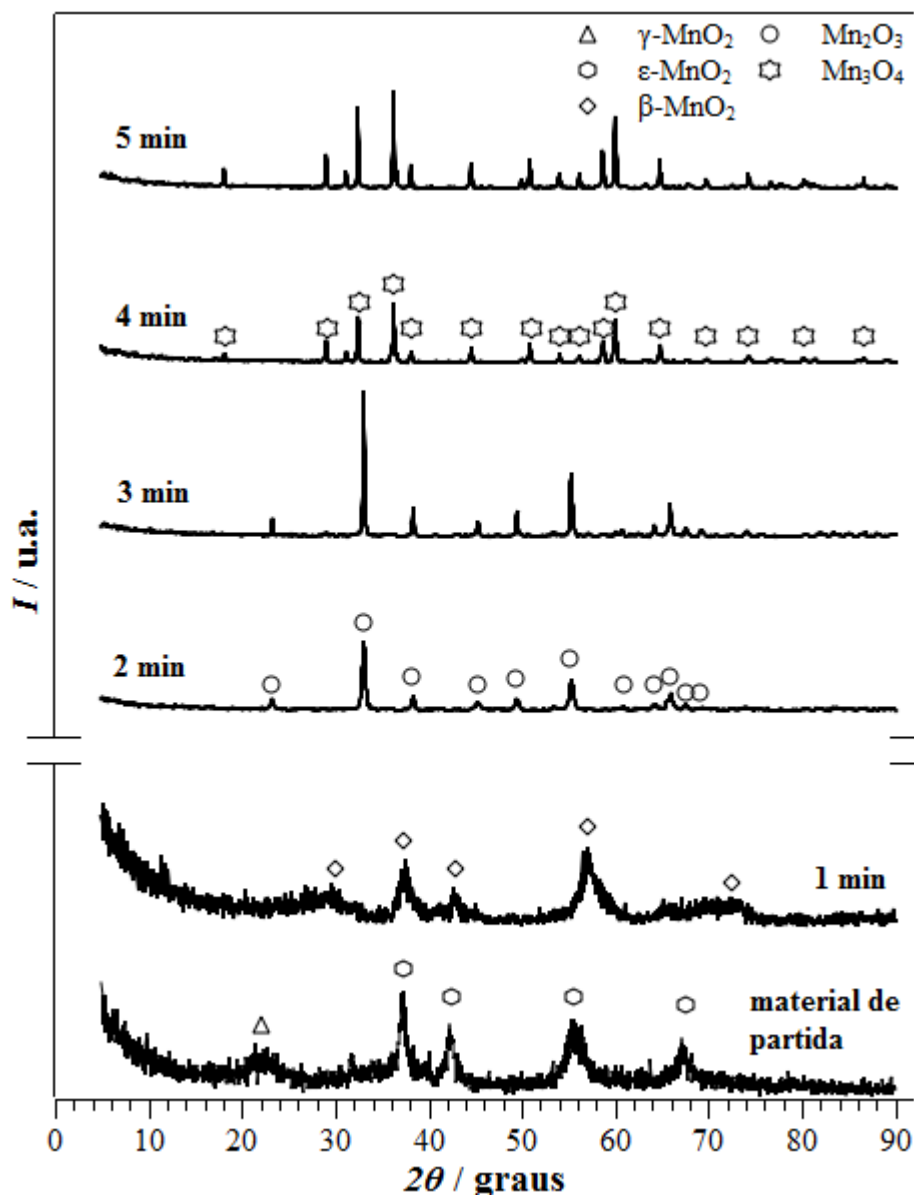 γ-MnO₂ Mn₂O₃
ε-MnO₂ Mn₃O₄
β-MnO₂
5 min
4 min
3 min
2 min
1 min
material de
partida
I / u.a.
0 10 20 30 40 50 60 70 80 90
2θ / graus